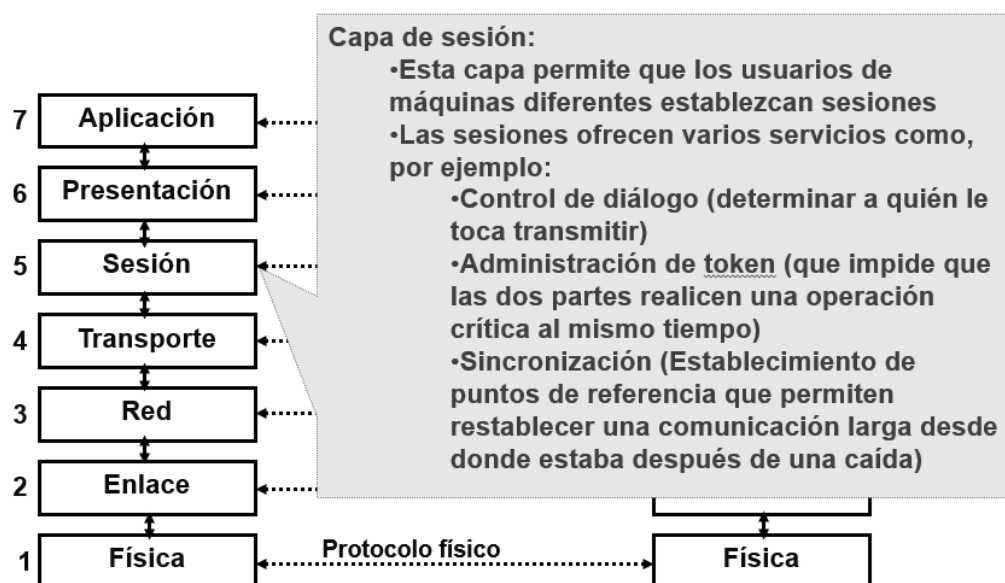 Capa de sesión:
•Esta capa permite que los usuarios de
máquinas diferentes establezcan sesiones
•Las sesiones ofrecen varios servicios como,
por ejemplo:
•Control de diálogo (determinar a quién le
toca transmitir)
•Administración de token (que impide que
las dos partes realicen una operación
crítica al mismo tiempo)
•Sincronización (Establecimiento de
puntos de referencia que permiten
restablecer una comunicación larga desde
donde estaba después de una caída)
7 Aplicación
6 Presentación
5 Sesión
4 Transporte
3 Red
2 Enlace
1 Física Protocolo físico Física